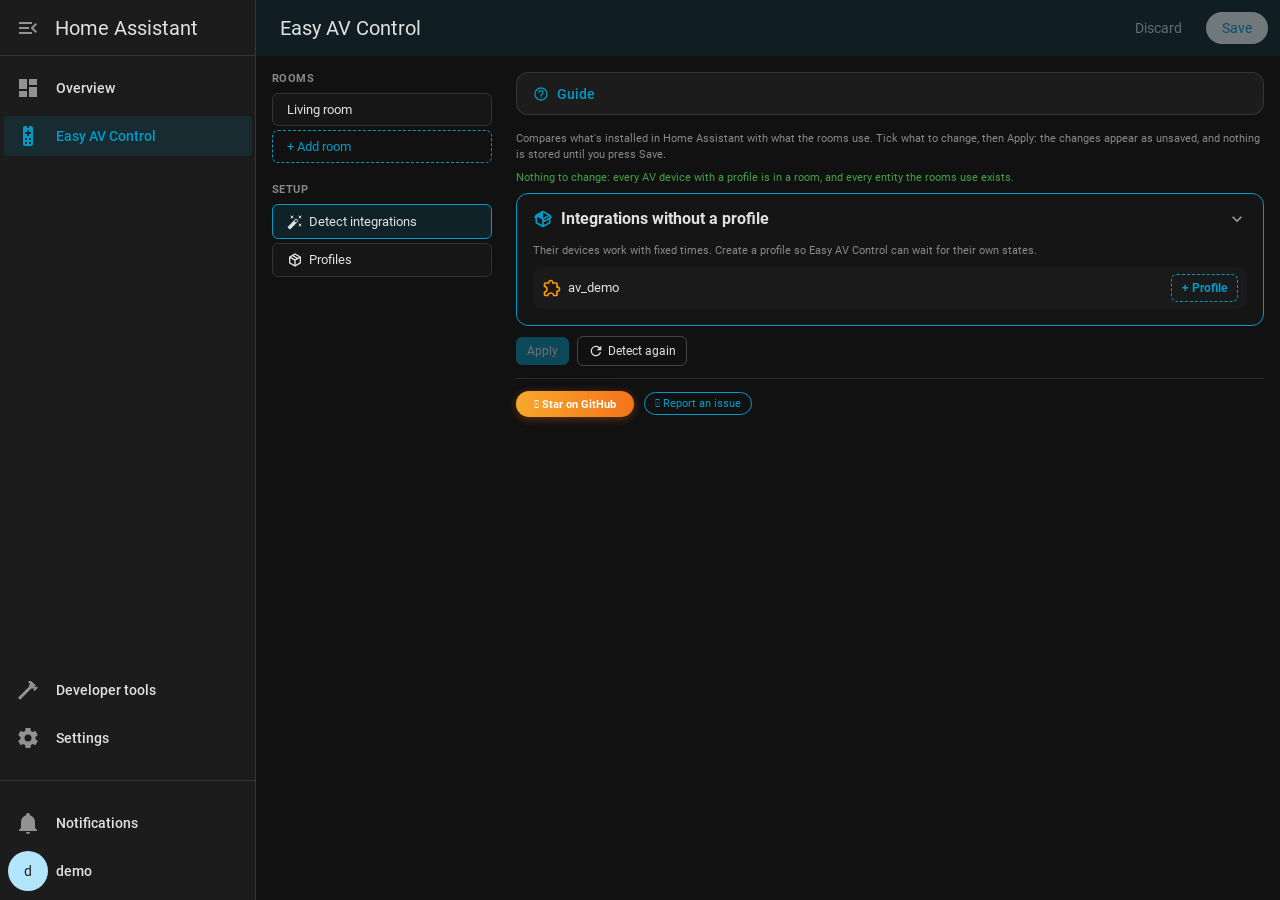 Home Assistant
Easy AV Control
Discard
Save
Overview
Easy AV Control
Developer tools
Settings
Notifications
d
demo
ROOMS
Living room
+ Add room
SETUP
Detect integrations
Profiles
Guide
Compares what's installed in Home Assistant with what the rooms use. Tick what to change, then Apply: the changes appear as unsaved, and nothing
is stored until you press Save.
Nothing to change: every AV device with a profile is in a room, and every entity the rooms use exists.
Integrations without a profile
Their devices work with fixed times. Create a profile so Easy AV Control can wait for their own states.
av_demo
+ Profile
Apply
Detect again
Star on GitHub
Report an issue